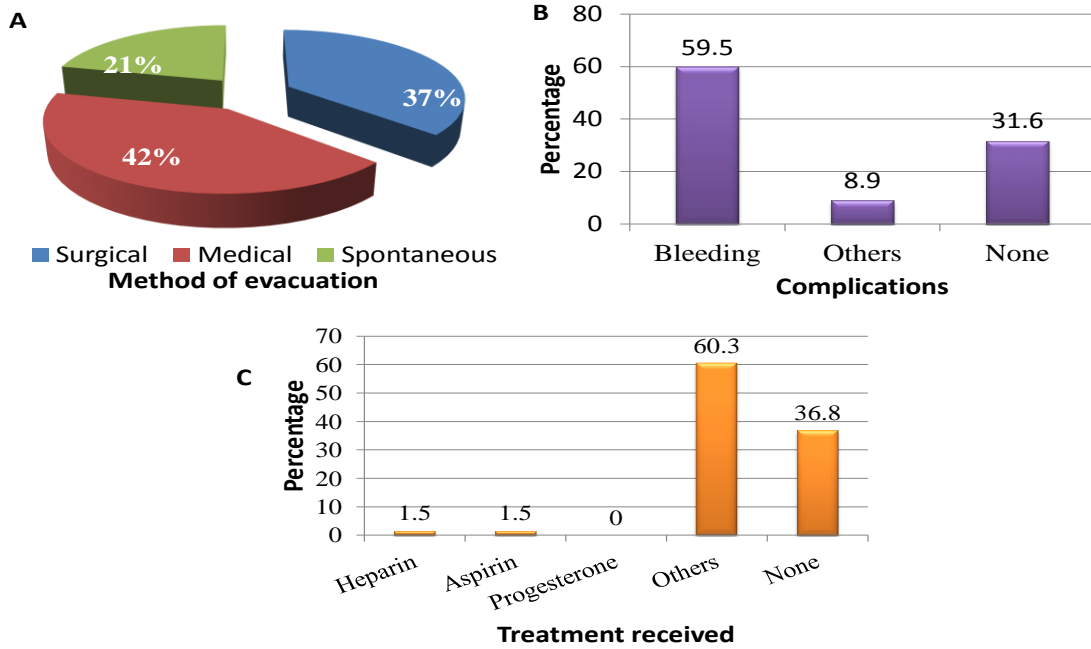 A
21%
37%
42%
Surgical Medical Spontaneous
Method of evacuation
B
Percentage
80
60
40
20
0
59.5
8.9
31.6
Bleeding Others None
Complications
C
Percentage
70
60
50
40
30
20
10
0
1.5
1.5
0
60.3
36.8
Heparin Aspirin Progesterone Others None
Treatment received